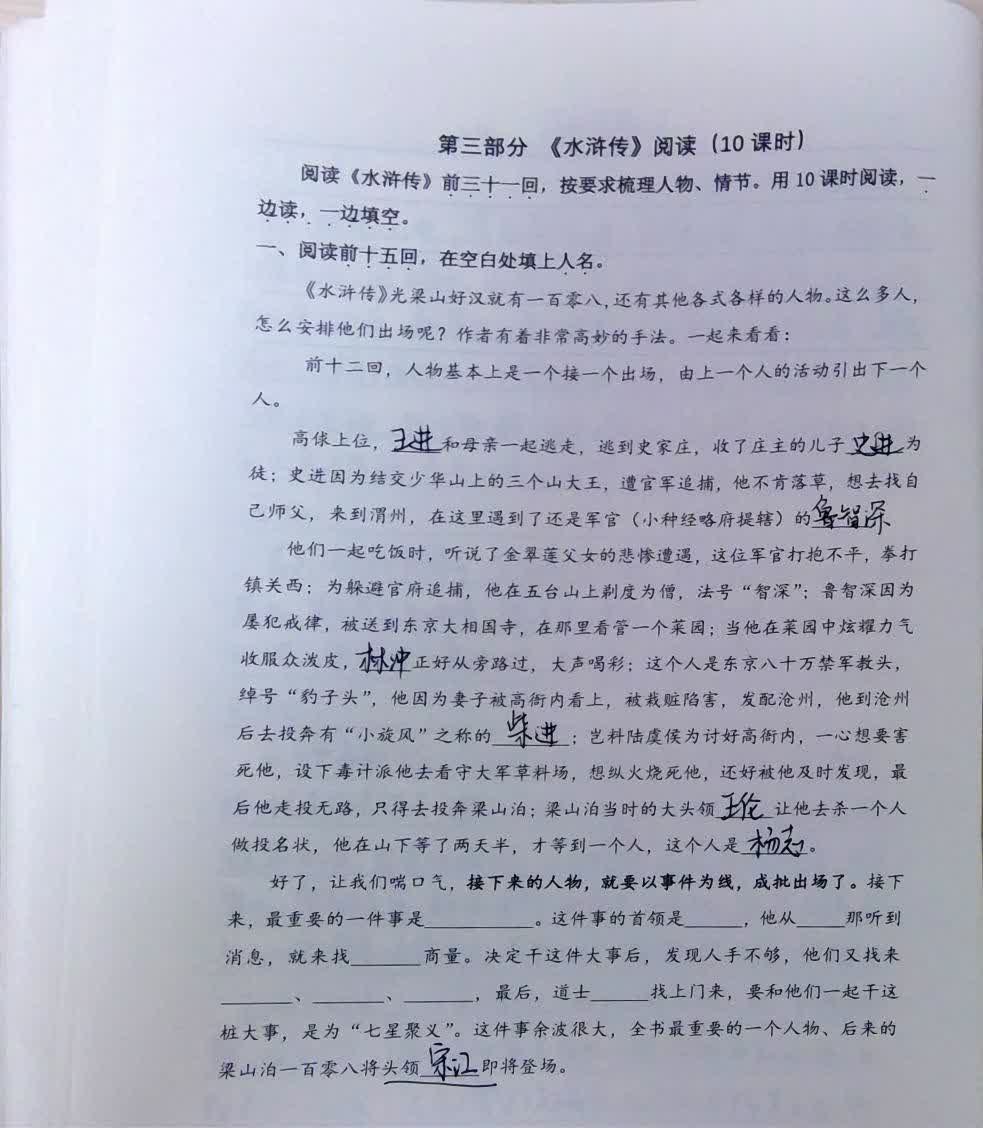 第三部分 《水浒传》阅读（10 课时）
阅读《水浒传》前三十一回，按要求梳理人物、情节。用 10 课时阅读，一
边读，一边填空。
一、阅读前十五回，在空白处填上人名。
《水浒传》光梁山好汉就有一百零八，还有其他各式各样的人物。这么多人，
怎么安排他们出场呢？作者有着非常高妙的手法。一起来看看：
前十二回，人物基本上是一个接一个出场，由上一个人的活动引出下一个
人。
高俅上位，王进和母亲一起逃走，逃到史家庄，收了庄主的儿子史进为
徒；史进因为结交少华山上的三个山大王，遭官军追捕，他不肯落草，想去找自
己师父，来到渭州，在这里遇到了还是军官（小种经略府提辖）的鲁智深
他们一起吃饭时，听说了金翠莲父女的悲惨遭遇，这位军官打抱不平，拳打
镇关西；为躲避官府追捕，他在五台山上剃度为僧，法号“智深”；鲁智深因为
屡犯戒律，被送到东京大相国寺，在那里看管一个菜园；当他在菜园中炫耀力气
收服众泼皮，林冲正好从旁路过，大声喝彩；这个人是东京八十万禁军教头，
绰号“豹子头”，他因为妻子被高衙内看上，被栽赃陷害，发配沧州，他到沧州
后去投奔有“小旋风”之称的 柴进 ；岂料陆虞侯为讨好高衙内，一心想要害
死他，设下毒计派他去看守大军草料场，想纵火烧死他，还好被他及时发现，最
后他走投无路，只得去投奔梁山泊；梁山泊当时的大头领 王伦 让他去杀一个人
做投名状，他在山下等了两天半，才等到一个人，这个人是 杨志 。
好了，让我们喘口气，接下来的人物，就要以事件为线，成批出场了。接下
来，最重要的一件事是__________。这件事的首领是_____，他从____那听到
消息，就来找______商量。决定干这件大事后，发现人手不够，他们又找来
______、______、______，最后，道士_____找上门来，要和他们一起干这
桩大事，是为“七星聚义”。这件事余波很大，全书最重要的一个人物、后来的
梁山泊一百零八将头领 宋江 即将登场。